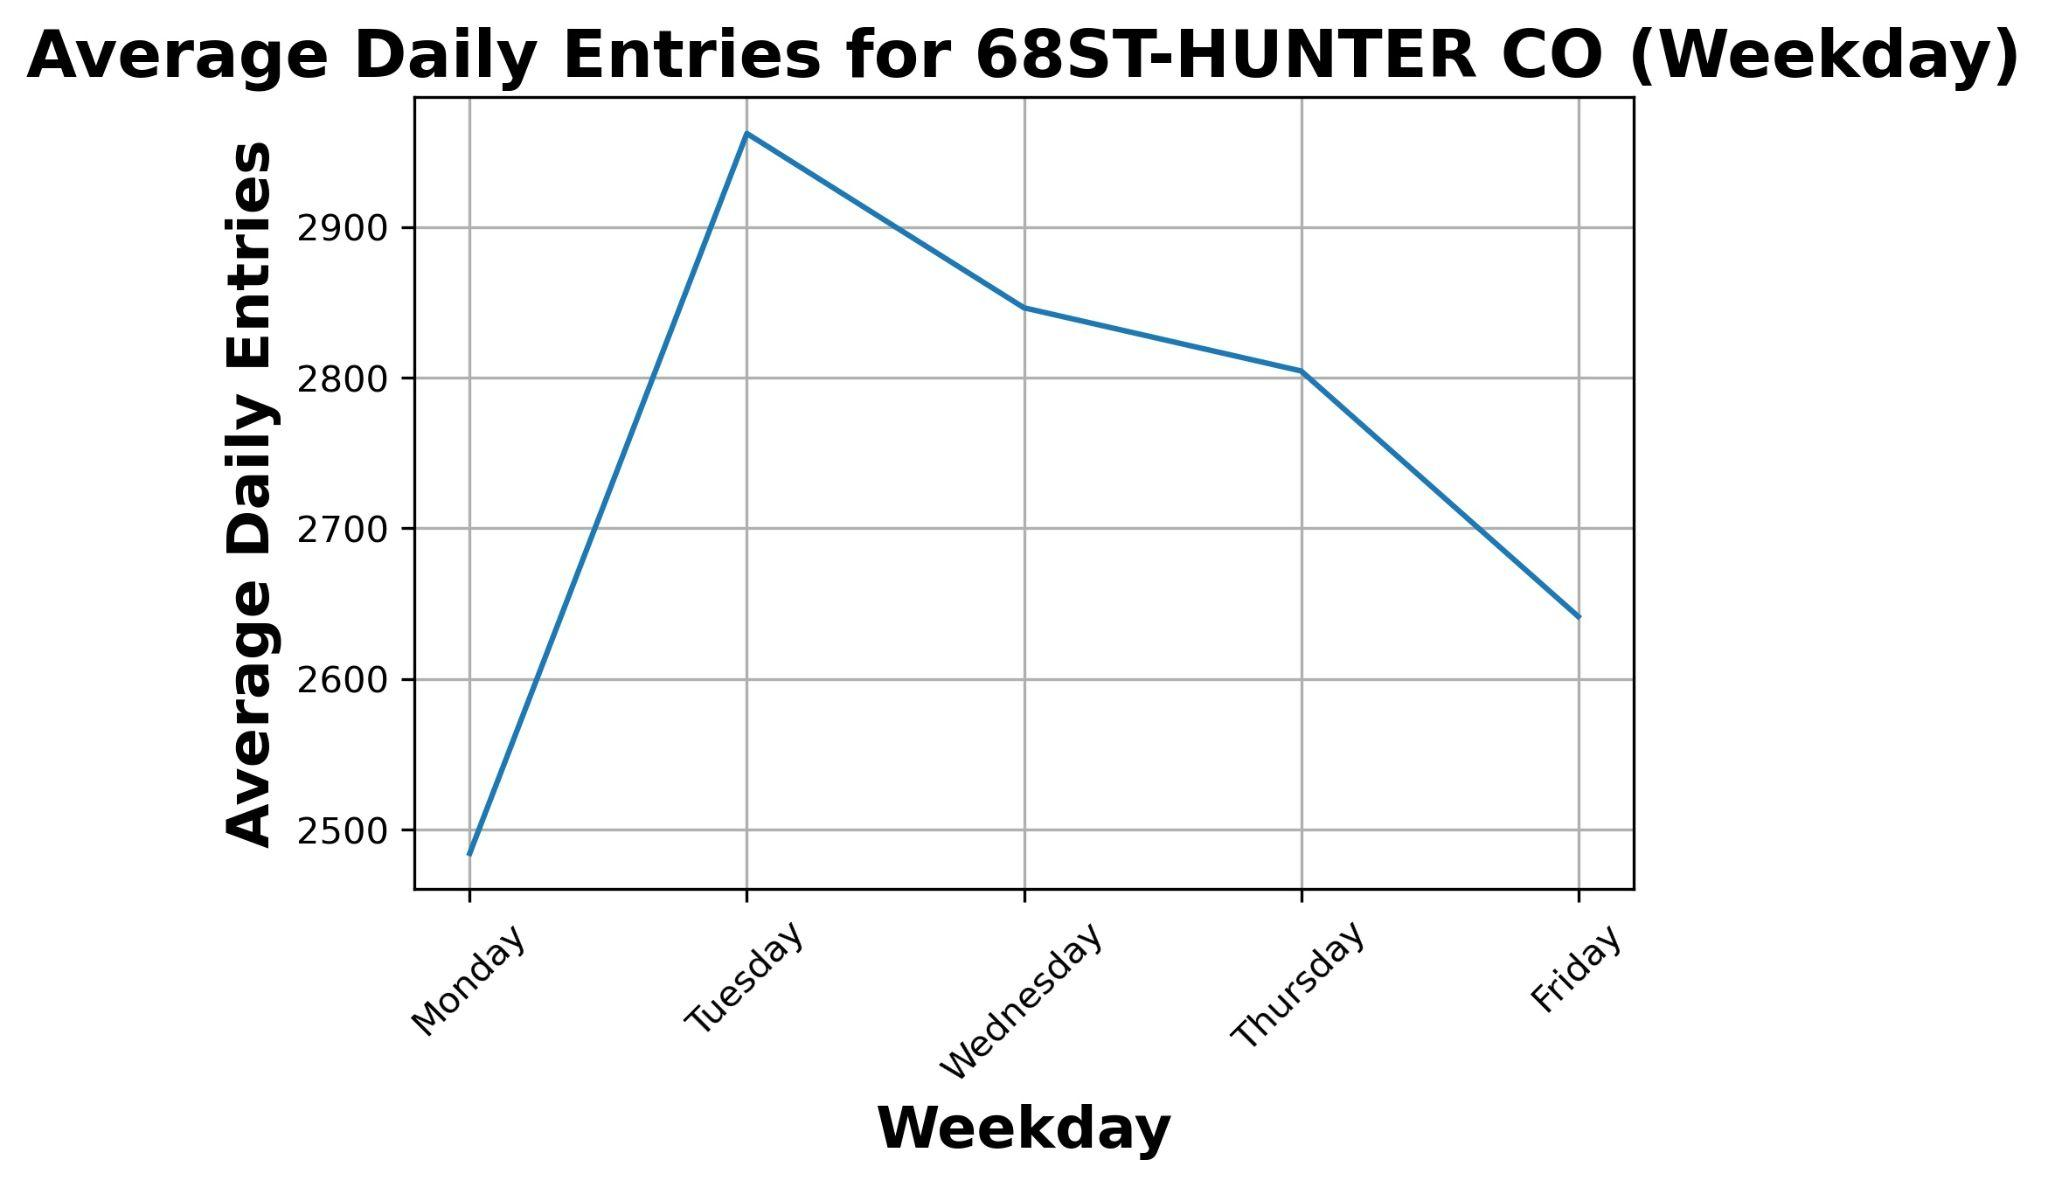 Average Daily Entries for 68ST-HUNTER CO (Weekday)
Average Daily Entries
2900
2800
2700
2600
2500
Monday
Tuesday
Wednesday
Thursday
Friday
Weekday